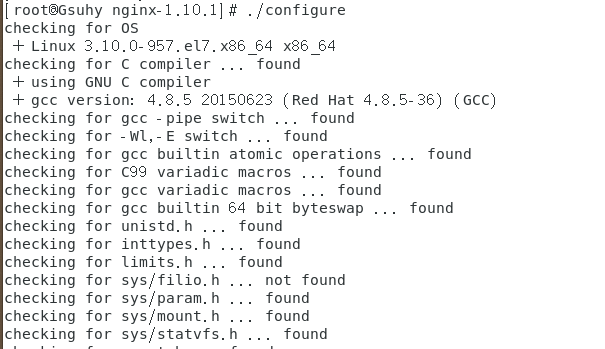 [root@Gsuhy nginx-1.10.1]# ./configure
checking for OS
 + Linux 3.10.0-957.el7.x86_64 x86_64
checking for C compiler ... found
 + using GNU C compiler
 + gcc version: 4.8.5 20150623 (Red Hat 4.8.5-36) (GCC)
checking for gcc -pipe switch ... found
checking for -Wl,-E switch ... found
checking for gcc builtin atomic operations ... found
checking for C99 variadic macros ... found
checking for gcc variadic macros ... found
checking for gcc builtin 64 bit byteswap ... found
checking for unistd.h ... found
checking for inttypes.h ... found
checking for limits.h ... found
checking for sys/filio.h ... not found
checking for sys/param.h ... found
checking for sys/mount.h ... found
checking for sys/statvfs.h ... found